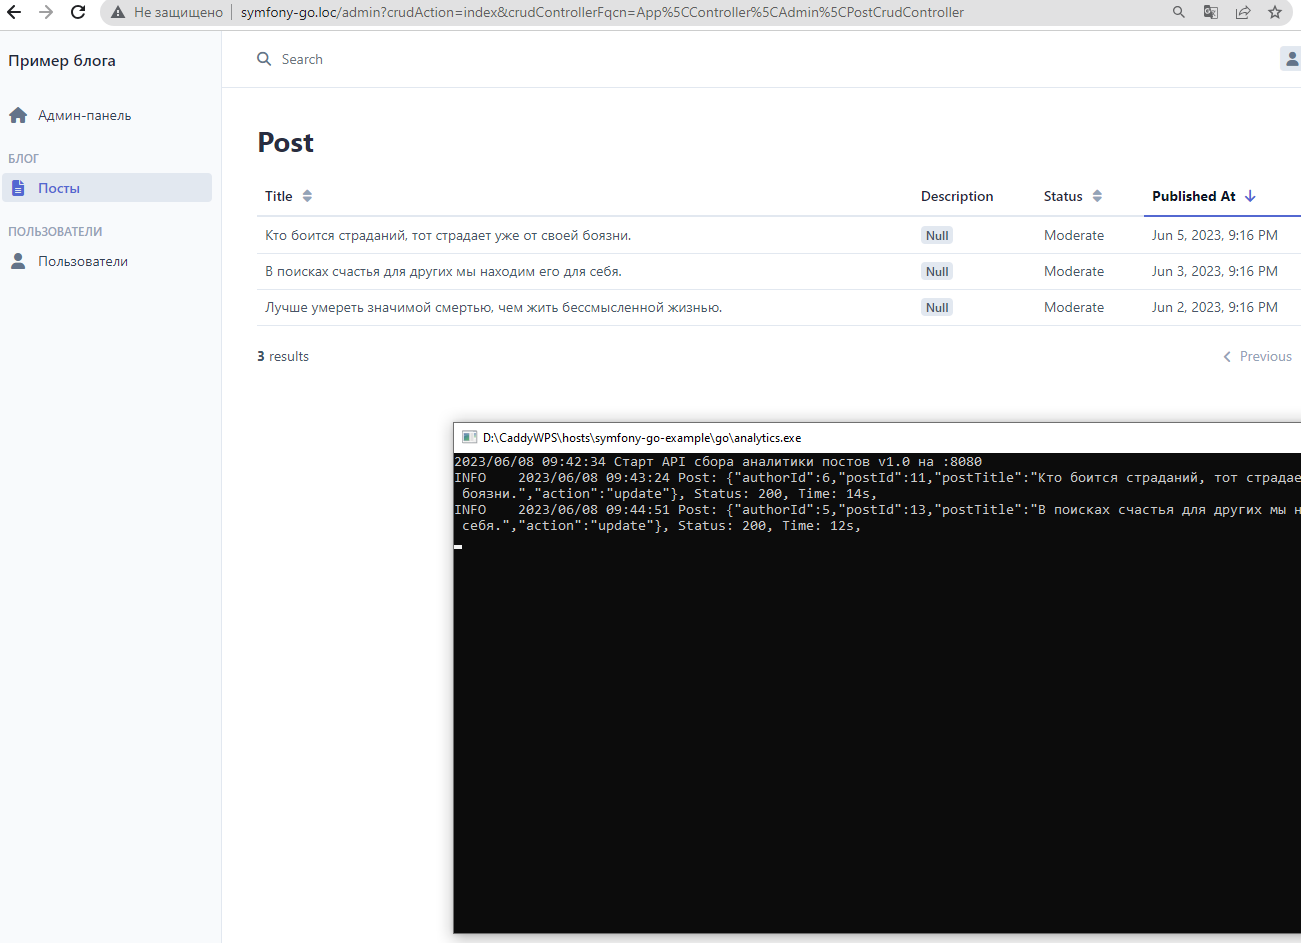 Не защищено symfony-go.loc/admin?crudAction=index&crudControllerFqcn=App%5CController%5CAdmin%5CPostCrudController
Пример блога
Search
Админ-панель
БЛОГ
Посты
ПОЛЬЗОВАТЕЛИ
Пользователи
Post
Title Description Status Published At
Кто боится страданий, тот страдает уже от своей боязни. Null Moderate Jun 5, 2023, 9:16 PM
В поисках счастья для других мы находим его для себя. Null Moderate Jun 3, 2023, 9:16 PM
Лучше умереть значимой смертью, чем жить бессмысленной жизнью. Null Moderate Jun 2, 2023, 9:16 PM
3 results Previous
D:\CaddyWPS\hosts\symfony-go-example\go\analytics.exe
2023/06/08 09:42:34 Старт API сбора аналитики постов v1.0 на :8080
INFO 2023/06/08 09:43:24 Post: {"authorId":6,"postId":11,"postTitle":"Кто боится страданий, тот страдае
боязни.","action":"update"}, Status: 200, Time: 14s,
INFO 2023/06/08 09:44:51 Post: {"authorId":5,"postId":13,"postTitle":"В поисках счастья для других мы н
себя.","action":"update"}, Status: 200, Time: 12s,